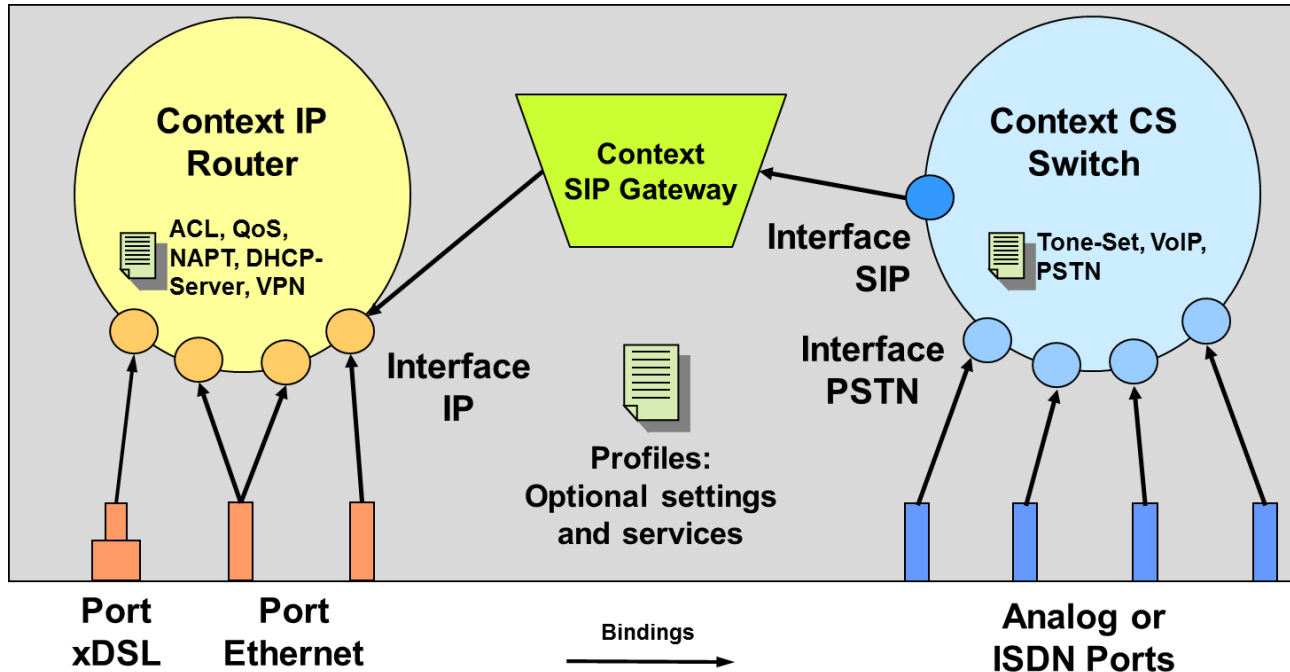 Context IP
Router
ACL, QoS,
NAPT, DHCP-
Server, VPN
Context
SIP Gateway
Context CS
Switch
Tone-Set, VoIP,
PSTN
Interface
SIP
Interface
PSTN
Interface
IP
Profiles:
Optional settings
and services
Port
xDSL
Port
Ethernet
Bindings
Analog or
ISDN Ports